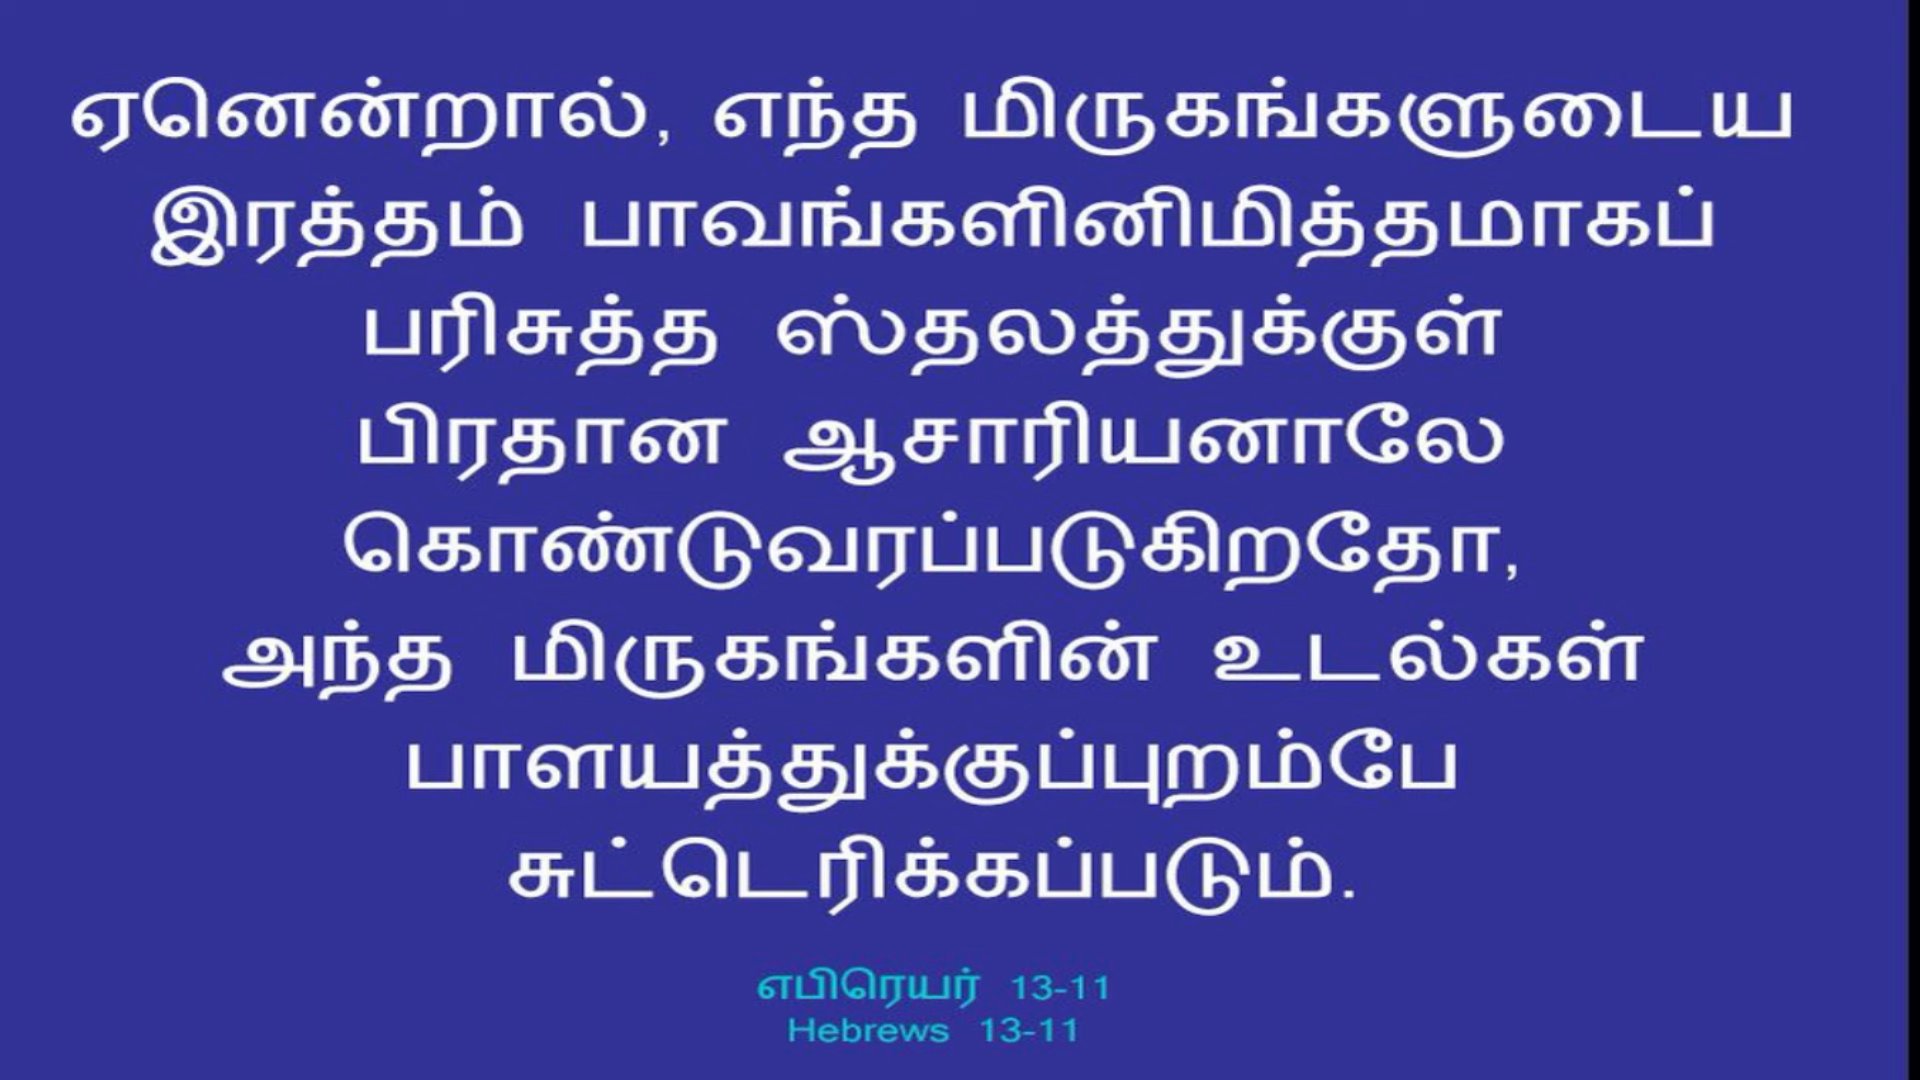 ஏனென்றால், எந்த மிருகங்களுடைய
இரத்தம் பாவங்களினிமித்தமாகப்
பரிசுத்த ஸ்தலத்துக்குள்
பிரதான ஆசாரியனாலே
கொண்டுவரப்படுகிறதோ,
அந்த மிருகங்களின் உடல்கள்
பாளயத்துக்குப்புறம்பே
சுட்டெரிக்கப்படும்.
எபிரெயர் 13-11
Hebrews 13-11